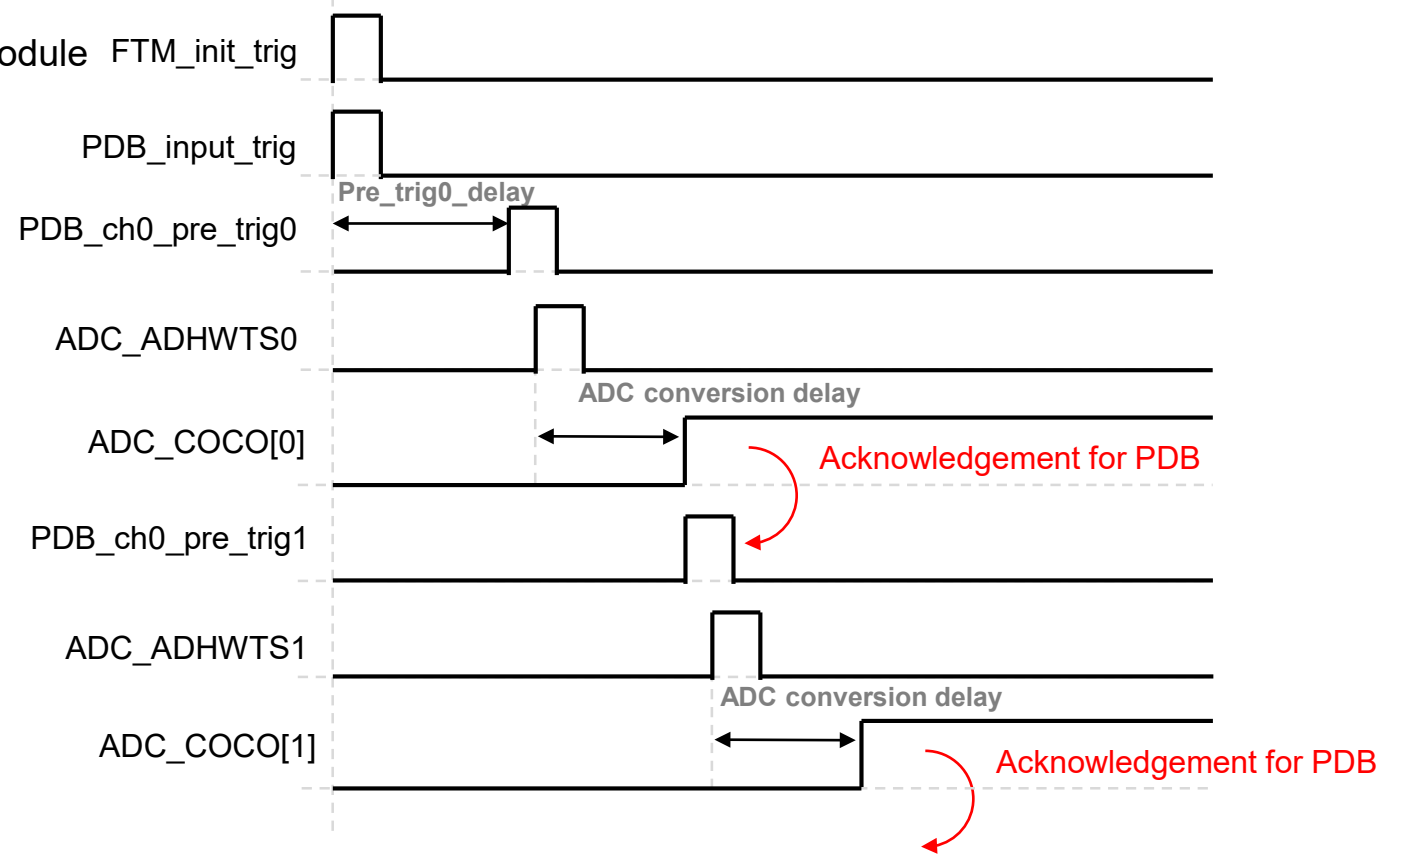 odule FTM_init_trig
PDB_input_trig
Pre_trig0_delay
PDB_ch0_pre_trig0
ADC_ADHWTS0
ADC conversion delay
ADC_COCO[0]
Acknowledgement for PDB
PDB_ch0_pre_trig1
ADC_ADHWTS1
ADC conversion delay
ADC_COCO[1]
Acknowledgement for PDB